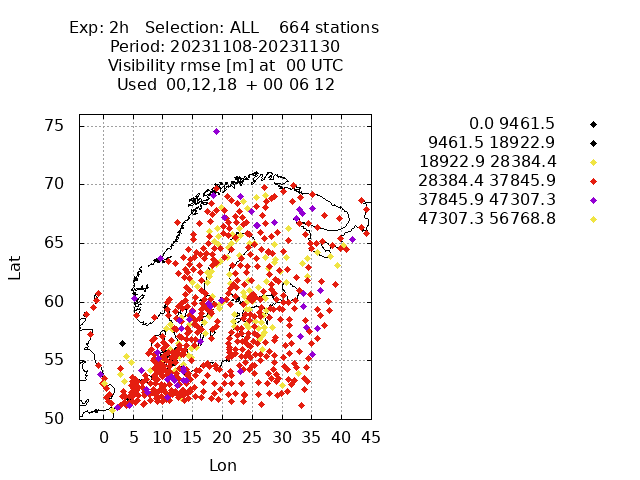 Exp: 2h   Selection: ALL    664 stations
Period: 20231108-20231130
Visibility rmse [m] at  00 UTC
Used  00,12,18  + 00 06 12
0.0 9461.5
9461.5 18922.9
18922.9 28384.4
28384.4 37845.9
37845.9 47307.3
47307.3 56768.8
75
70
65
60
55
50
Lat
0 5 10 15 20 25 30 35 40 45
Lon